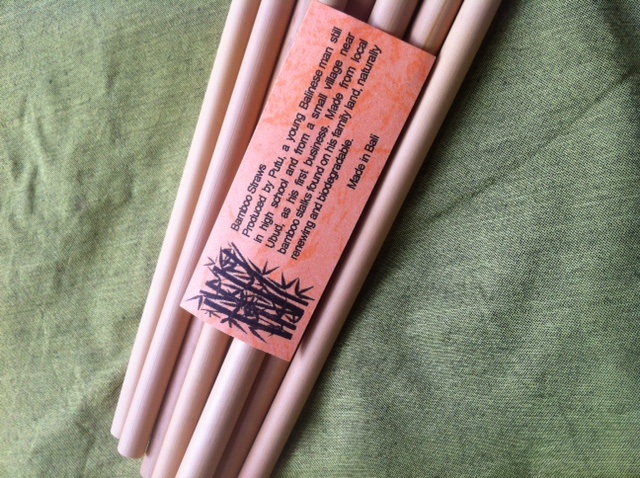 Bamboo Straws
Produced by Putu, a young Balinese man still
in high school and from a small village near
Ubud, as his first business. Made from local
bamboo stalks found on his family land, naturally
renewing and biodegradable.
Made in Bali